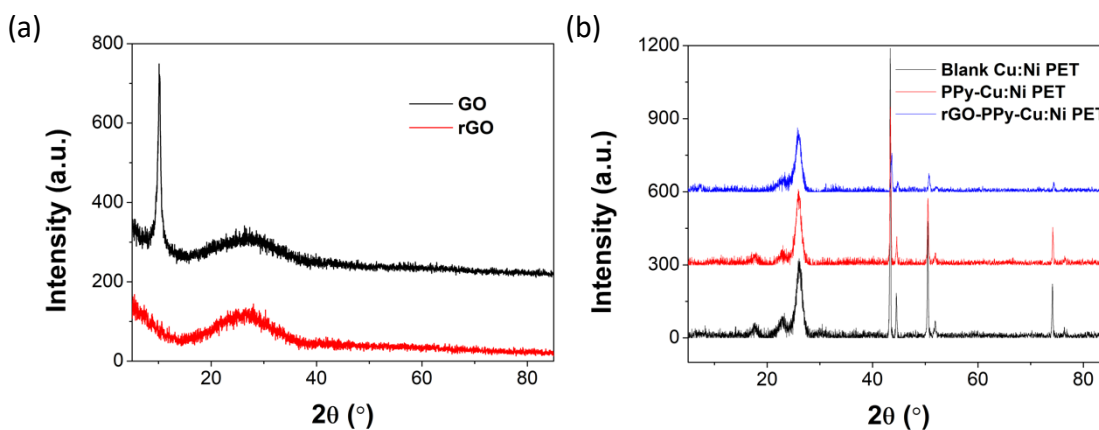 (a)
800
600
400
200
0
Intensity (a.u.)
GO
rGO
20
40
60
80
2θ (°)
(b)
1200
900
600
300
0
Intensity (a.u.)
Blank Cu:Ni PET
PPy-Cu:Ni PET
rGO-PPy-Cu:Ni PET
20
40
60
80
2θ (°)